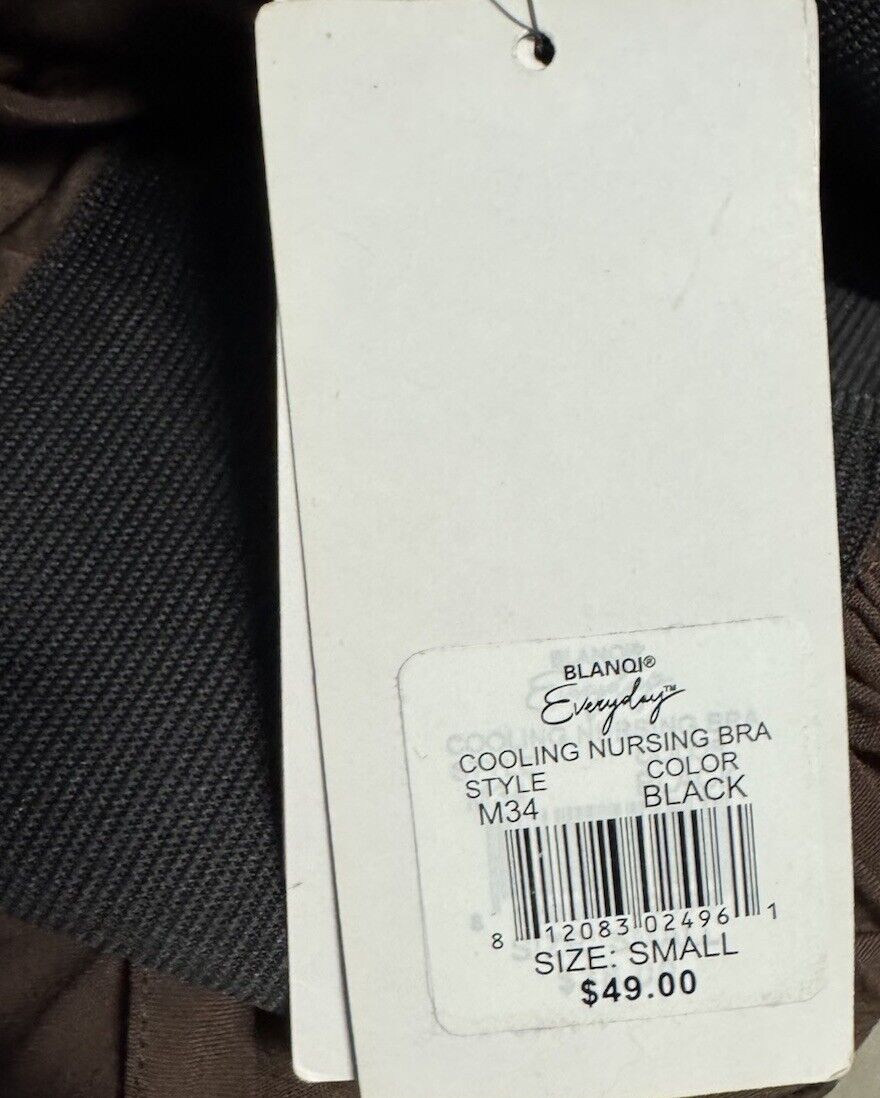 BLANQI®
Everyday™
COOLING NURSING BRA
STYLE COLOR
M34 BLACK
8 12083 02496 1
SIZE: SMALL
$49.00